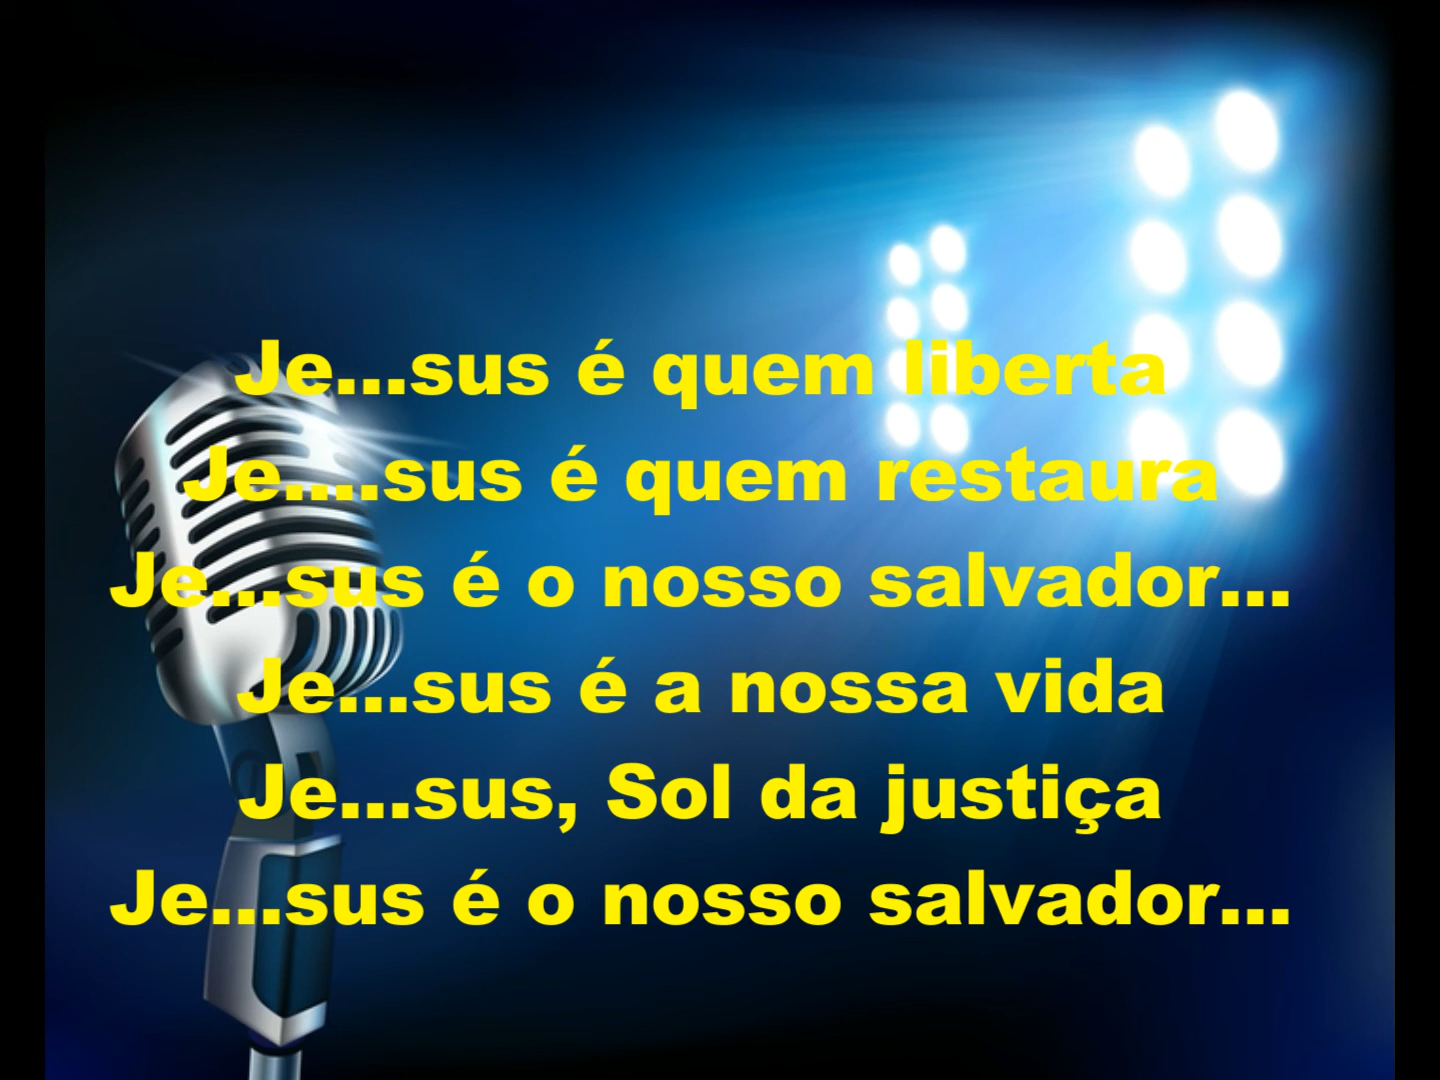 Je...sus é quem liberta
Je....sus é quem restaura
Je...sus é o nosso salvador...
Je...sus é a nossa vida
Je...sus, Sol da justiça
Je...sus é o nosso salvador...